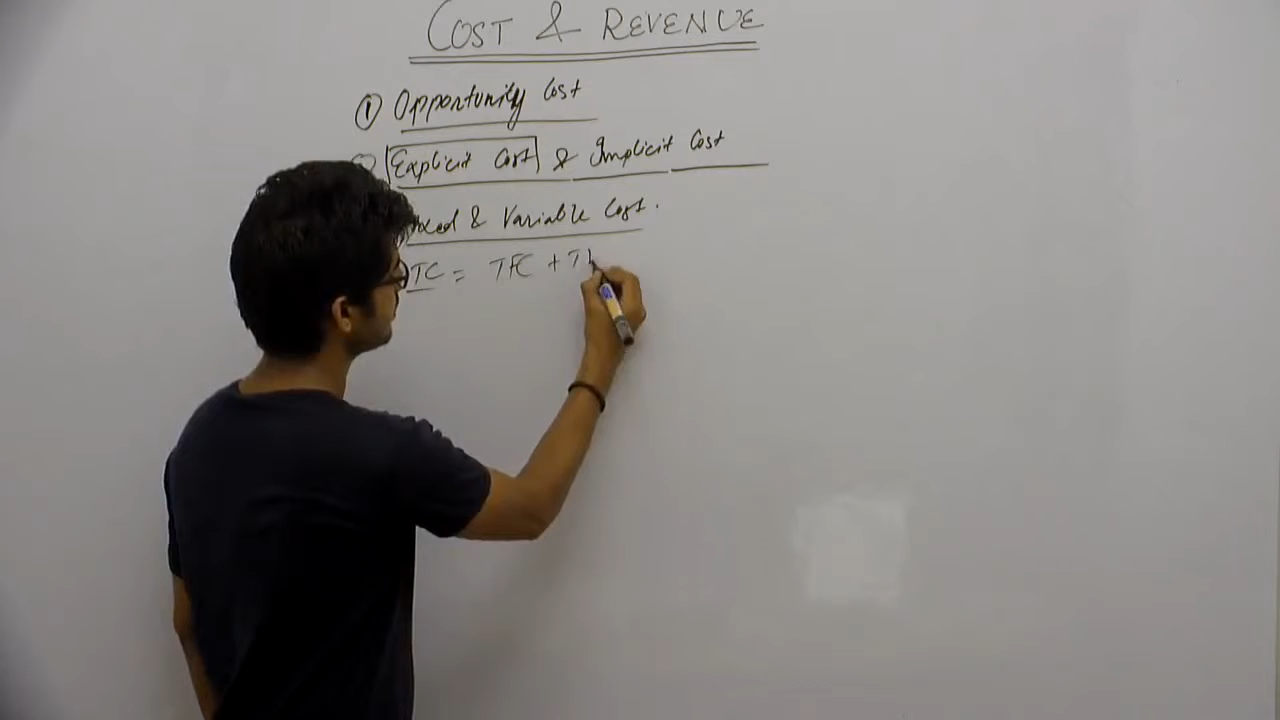 COST & REVENUE
① Opportunity Cost
Explicit Cost & Implicit Cost
& Variable Cost.
TC = TFC + T